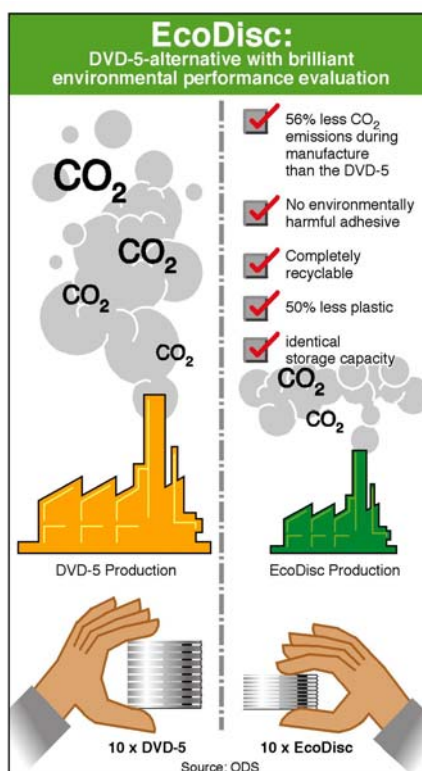 EcoDisc:
DVD-5-alternative with brilliant
environmental performance evaluation
CO₂
CO₂
CO₂
CO₂
56% less CO₂
emissions during
manufacture
than the DVD-5
No environmentally
harmful adhesive
Completely
recyclable
50% less plastic
identical
storage capacity
CO₂
CO₂
DVD-5 Production
EcoDisc Production
10 x DVD-5
10 x EcoDisc
Source: ODS